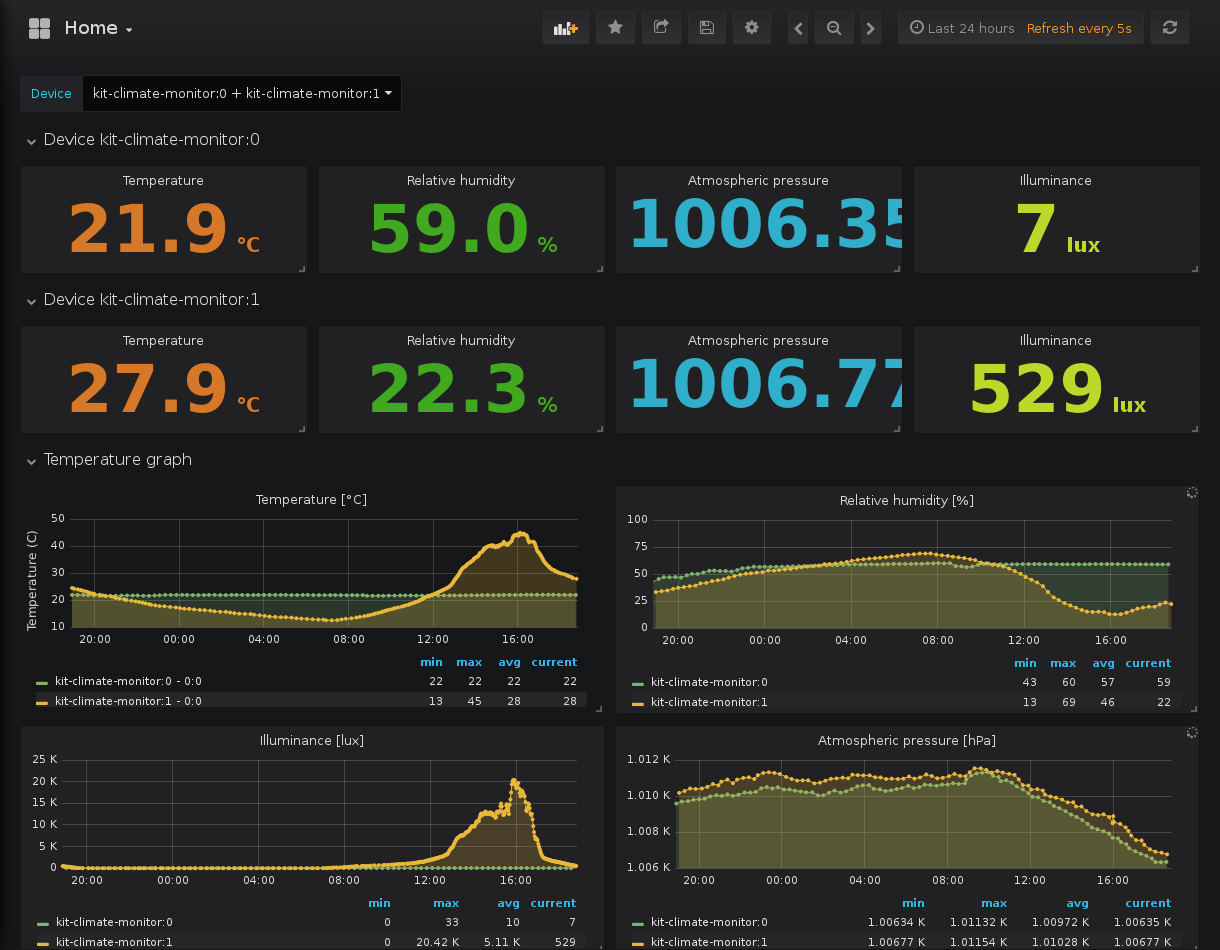 Home
Last 24 hours Refresh every 5s
Device kit-climate-monitor:0 + kit-climate-monitor:1
Device kit-climate-monitor:0
Temperature Relative humidity Atmospheric pressure Illuminance
21.9 °C 59.0 % 1006.35 7 lux
Device kit-climate-monitor:1
Temperature Relative humidity Atmospheric pressure Illuminance
27.9 °C 22.3 % 1006.77 529 lux
Temperature graph
Temperature [°C]
Temperature (C)
50
40
30
20
10
20:00 00:00 04:00 08:00 12:00 16:00
min max avg current
kit-climate-monitor:0 - 0:0 22 22 22 22
kit-climate-monitor:1 - 0:0 13 45 28 28
Relative humidity [%]
100
75
50
25
0
20:00 00:00 04:00 08:00 12:00 16:00
min max avg current
kit-climate-monitor:0 43 60 57 59
kit-climate-monitor:1 13 69 46 22
Illuminance [lux]
25 K
20 K
15 K
10 K
5 K
0
20:00 00:00 04:00 08:00 12:00 16:00
min max avg current
kit-climate-monitor:0 0 33 10 7
kit-climate-monitor:1 0 20.42 K 5.11 K 529
Atmospheric pressure [hPa]
1.012 K
1.010 K
1.008 K
1.006 K
20:00 00:00 04:00 08:00 12:00 16:00
min max avg current
kit-climate-monitor:0 1.00634 K 1.01132 K 1.00972 K 1.00635 K
kit-climate-monitor:1 1.00677 K 1.01154 K 1.01028 K 1.00677 K